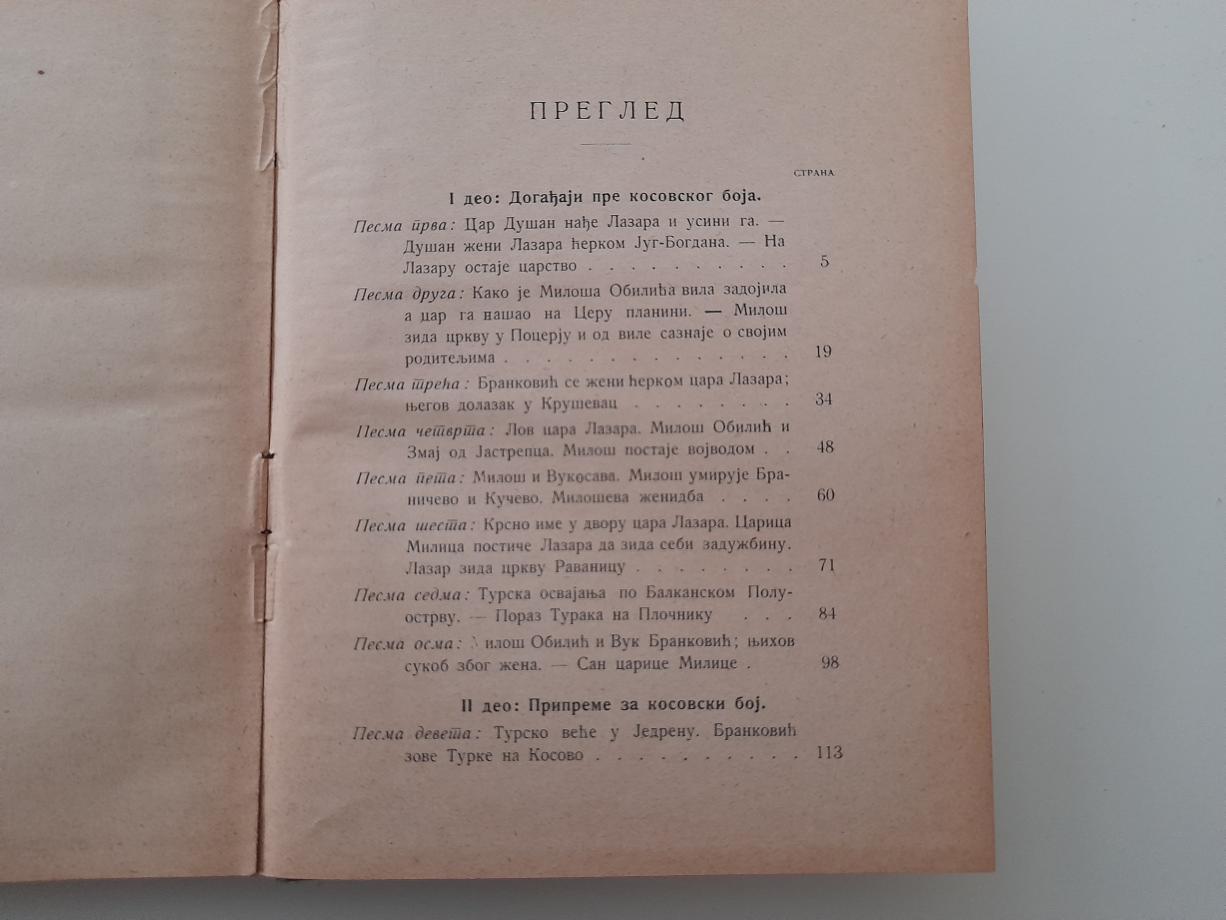 ПРЕГЛЕД
СТРАНА
I део: Догађаји пре косовског боја.
Песма прва: Цар Душан нађе Лазара и усини га. —
Душан жени Лазара ћерком Југ-Богдана. — На
Лазару остаје царство . . . . . . . . . . 5
Песма друга: Како је Милоша Обилића вила задојила
а цар га нашао на Церу планини. — Милош
зида цркву у Поцерју и од виле сазнаје о својим
родитељима . . . . . . . . . . . . . . 19
Песма трећа: Бранковић се жени ћерком цара Лазара;
његов долазак у Крушевац . . . . . . . . 34
Песма четврта: Лов цара Лазара. Милош Обилић и
Змај од Јастрепца. Милош постаје војводом . . 48
Песма пета: Милош и Вукосава. Милош умирује Бра-
ничево и Кучево. Милошева женидба . . . . 60
Песма шеста: Крсно име у двору цара Лазара. Царица
Милица постиче Лазара да зида себи задужбину.
Лазар зида цркву Раваницу . . . . . . . . 71
Песма седма: Турска освајања по Балканском Полу-
острву. — Пораз Турака на Плочнику . . . 84
Песма осма: илош Обилић и Вук Бранковић; њихов
сукоб због жена. — Сан царице Милице . 98
II део: Припреме за косовски бој.
Песма девета: Турско веће у Једрену. Бранковић
зове Турке на Косово . . . . . . . . . . 113